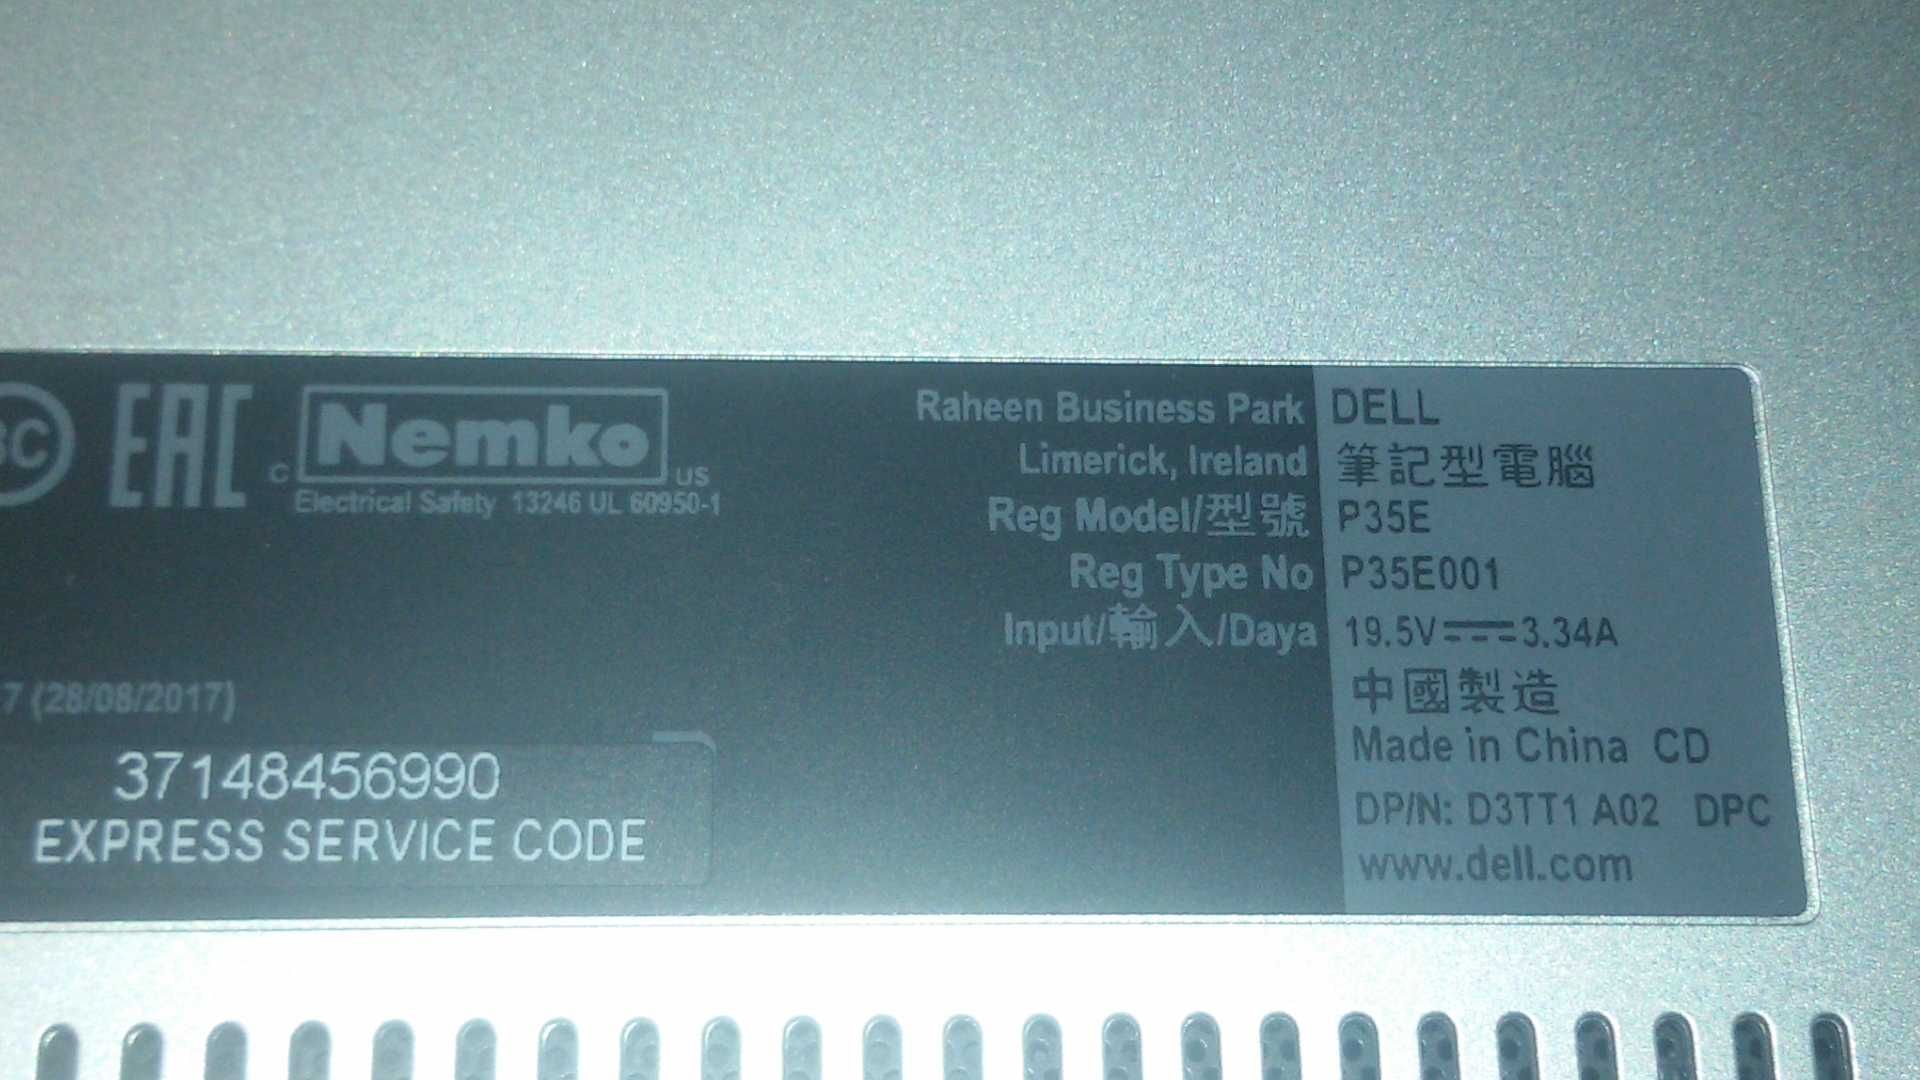 EAC
Nemko
C
US
Electrical Safety 13246 UL 60950-1
7 (28/08/2017)
37148456990
EXPRESS SERVICE CODE
Raheen Business Park DELL
Limerick, Ireland 筆記型電腦
Reg Model/型號 P35E
Reg Type No P35E001
Input/輸入/Daya 19.5V⎓3.34A
中國製造
Made in China CD
DP/N: D3TT1 A02 DPC
www.dell.com